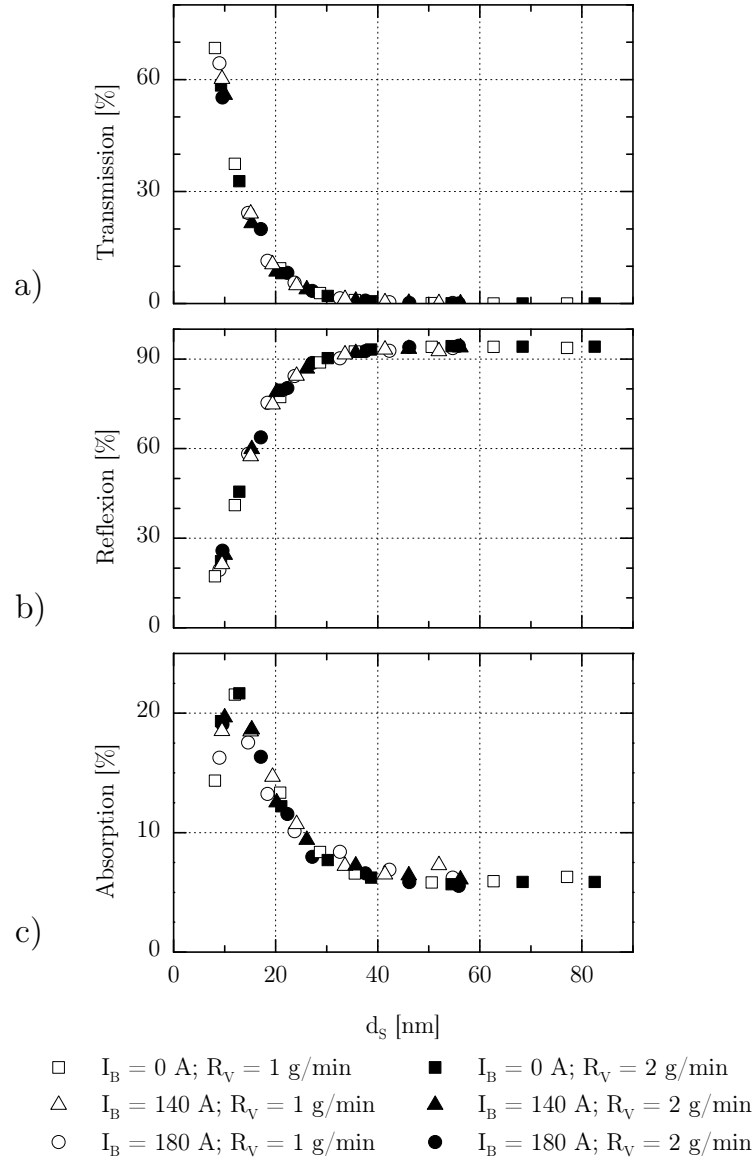 Transmission [%]
60
30
0
a)
Reflexion [%]
90
60
30
0
b)
Absorption [%]
20
10
0
c)
0 20 40 60 80
d_S [nm]
I_B = 0 A; R_V = 1 g/min
I_B = 0 A; R_V = 2 g/min
I_B = 140 A; R_V = 1 g/min
I_B = 140 A; R_V = 2 g/min
I_B = 180 A; R_V = 1 g/min
I_B = 180 A; R_V = 2 g/min